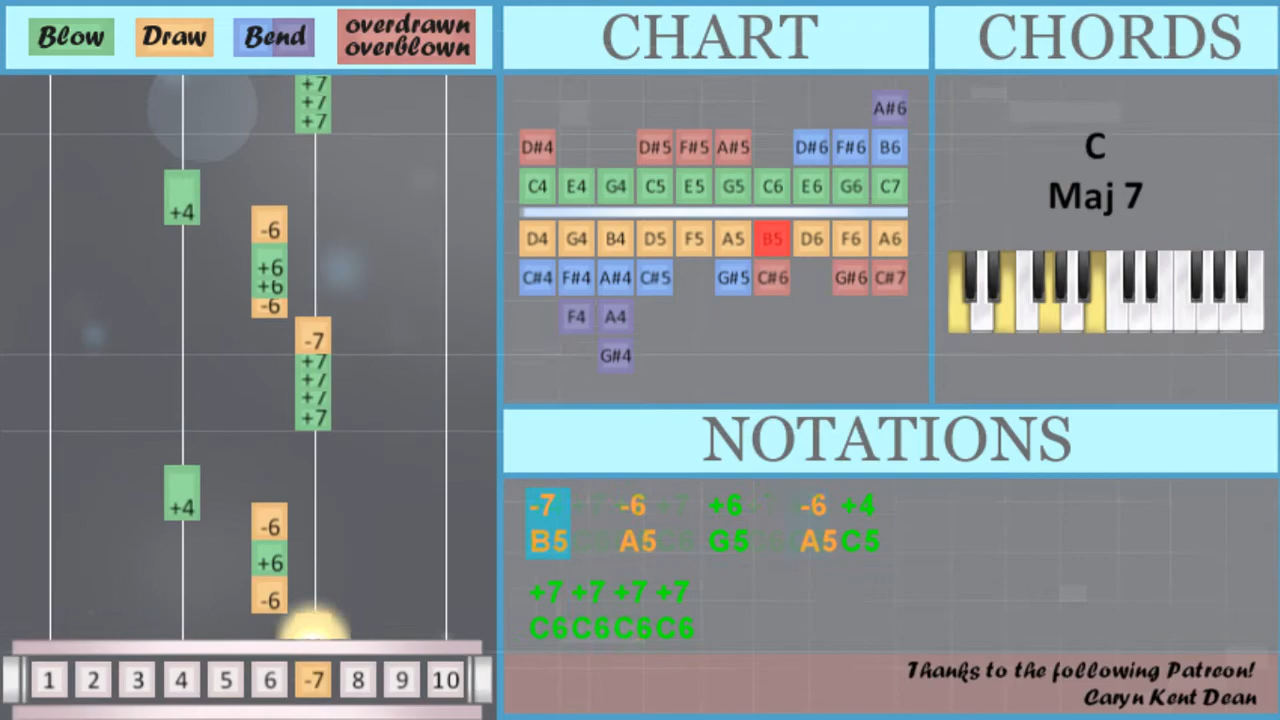 Blow Draw Bend overdrawn
overblown
CHART
CHORDS
+7
+7
+7
+4
-6
+6
+6
-6
-7
+7
+7
+7
+7
+4
-6
+6
-6
1 2 3 4 5 6 -7 8 9 10
A#6
D#4 D#5 F#5 A#5 D#6 F#6 B6
C4 E4 G4 C5 E5 G5 C6 E6 G6 C7
D4 G4 B4 D5 F5 A5 B5 D6 F6 A6
C#4 F#4 A#4 C#5 G#5 C#6 G#6 C#7
F4 A4
G#4
C
Maj 7
NOTATIONS
-7 -6 +6 -6 +4
B5 A5 G5 A5 C5
+7 +7 +7 +7
C6 C6 C6 C6
Thanks to the following Patreon!
Caryn Kent Dean